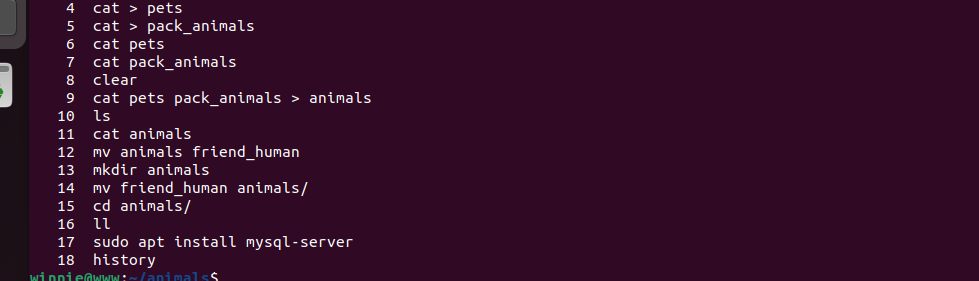 4 cat > pets
5 cat > pack_animals
6 cat pets
7 cat pack_animals
8 clear
9 cat pets pack_animals > animals
10 ls
11 cat animals
12 mv animals friend_human
13 mkdir animals
14 mv friend_human animals/
15 cd animals/
16 ll
17 sudo apt install mysql-server
18 history
winnie@www:~/animals$